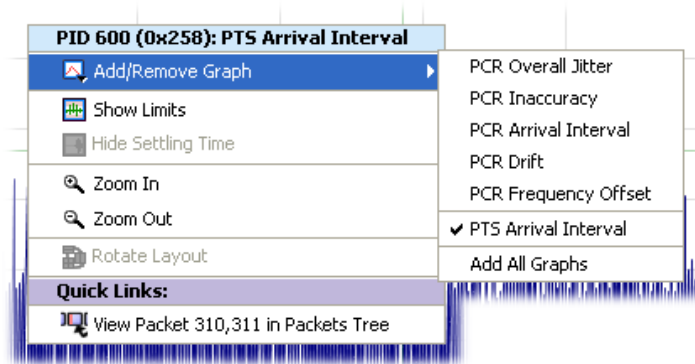 PID 600 (0x258): PTS Arrival Interval
Add/Remove Graph
Show Limits
Hide Settling Time
Zoom In
Zoom Out
Rotate Layout
Quick Links:
View Packet 310,311 in Packets Tree
PCR Overall Jitter
PCR Inaccuracy
PCR Arrival Interval
PCR Drift
PCR Frequency Offset
PTS Arrival Interval
Add All Graphs